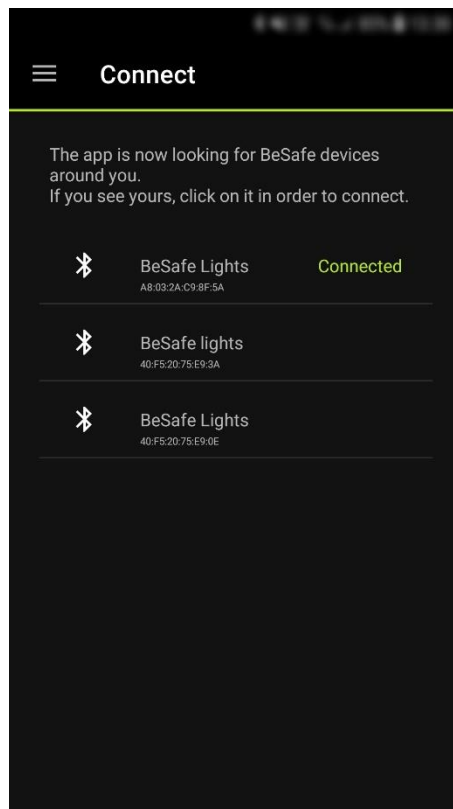 Connect
The app is now looking for BeSafe devices
around you.
If you see yours, click on it in order to connect.
BeSafe Lights Connected
A8:03:2A:C9:8F:5A
BeSafe lights
40:F5:20:75:E9:3A
BeSafe Lights
40:F5:20:75:E9:0E